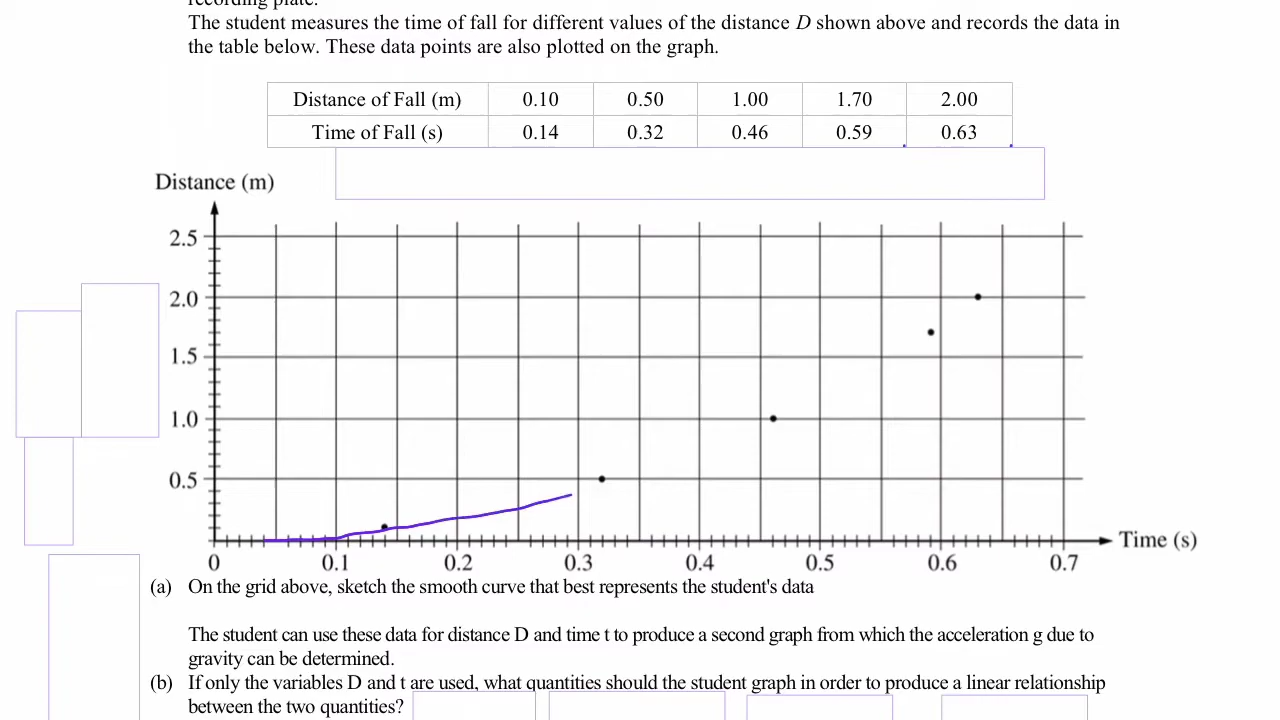 recording plate.
The student measures the time of fall for different values of the distance D shown above and records the data in
the table below. These data points are also plotted on the graph.
Distance of Fall (m) 0.10 0.50 1.00 1.70 2.00
Time of Fall (s) 0.14 0.32 0.46 0.59 0.63
Distance (m)
2.5
2.0
1.5
1.0
0.5
0 0.1 0.2 0.3 0.4 0.5 0.6 0.7
Time (s)
(a) On the grid above, sketch the smooth curve that best represents the student's data
The student can use these data for distance D and time t to produce a second graph from which the acceleration g due to
gravity can be determined.
(b) If only the variables D and t are used, what quantities should the student graph in order to produce a linear relationship
between the two quantities?